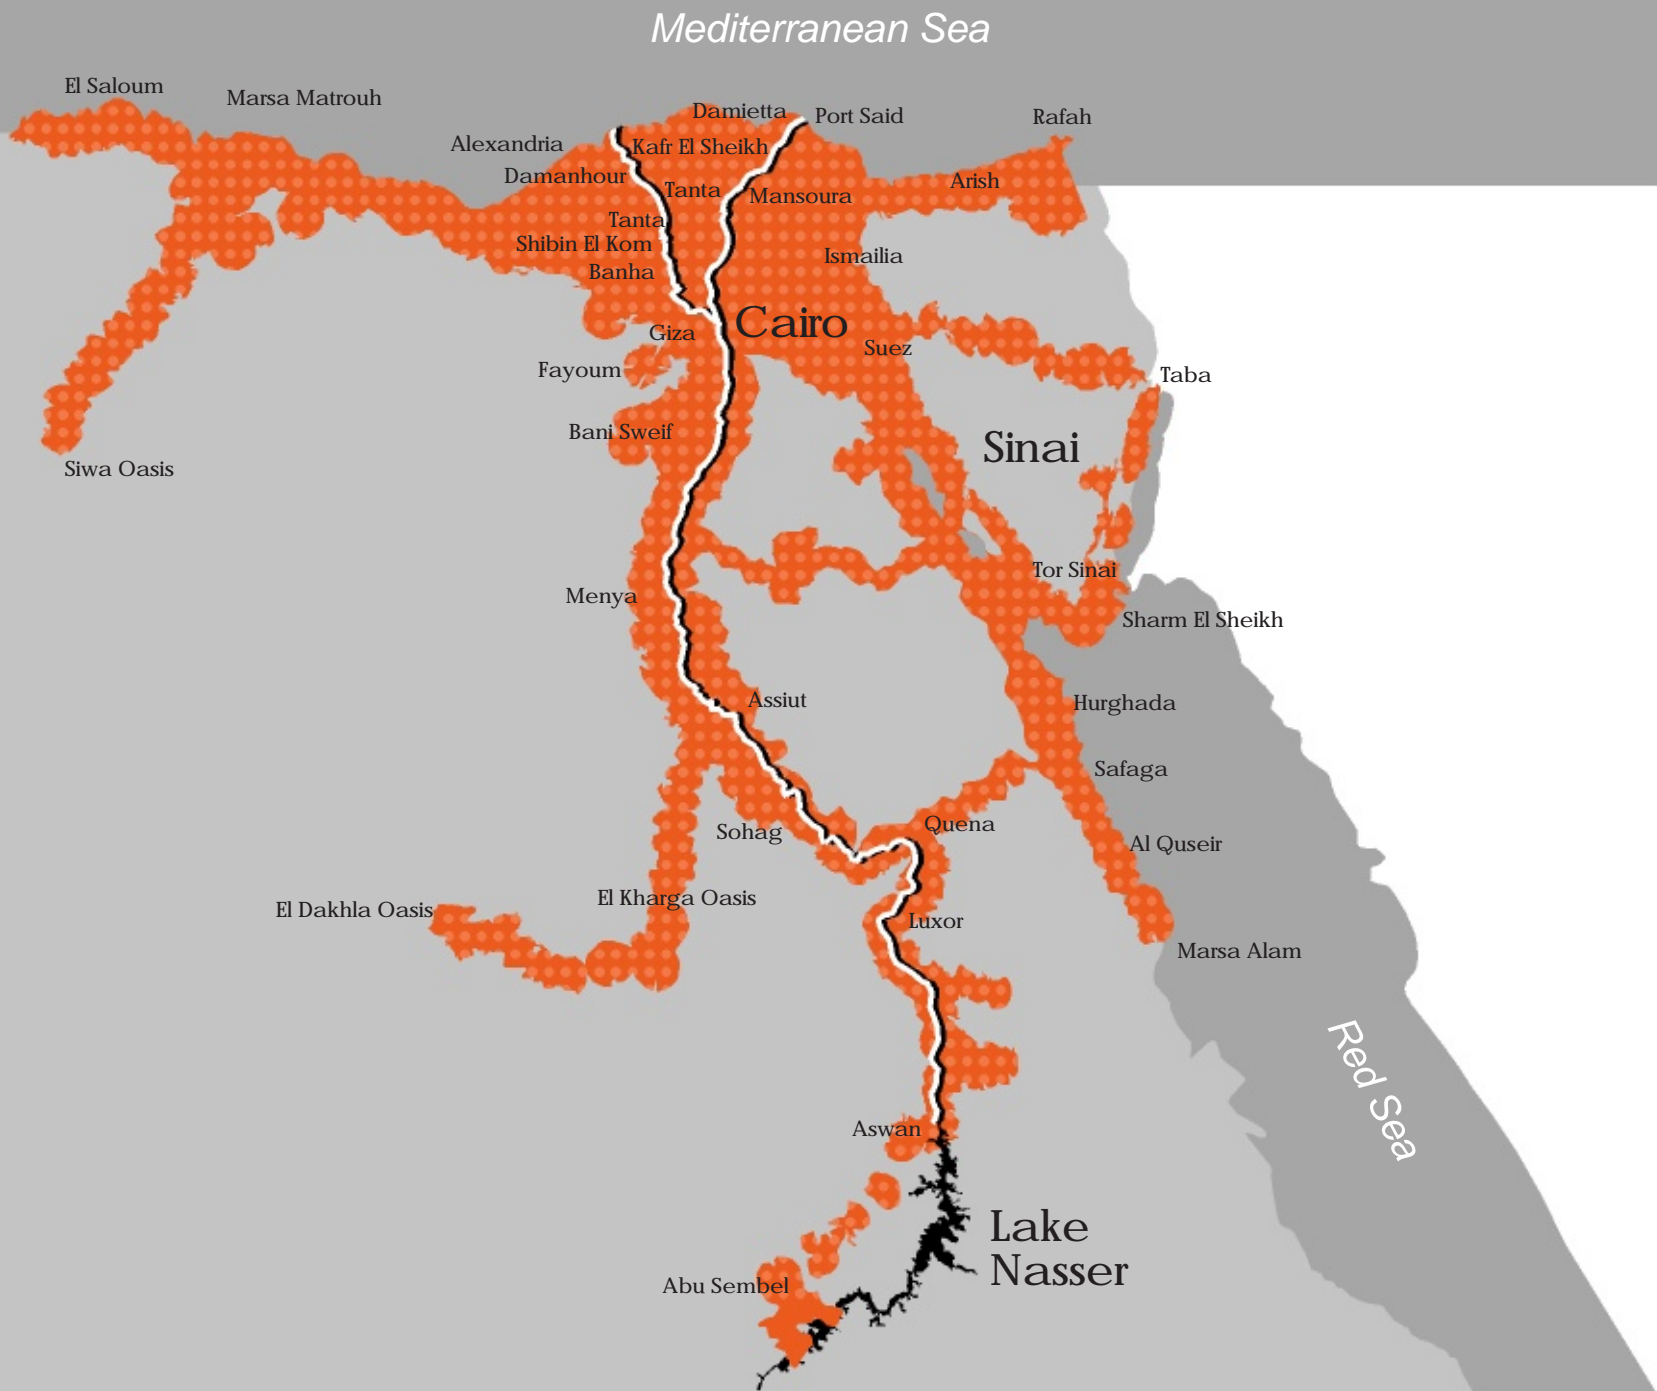 Mediterranean Sea
El Saloum
Marsa Matrouh
Damietta
Port Said
Rafah
Alexandria
Kafr El Sheikh
Damanhour
Tanta
Mansoura
Arish
Tanta
Shibin El Kom
Ismailia
Banha
Cairo
Giza
Suez
Fayoum
Taba
Bani Sweif
Sinai
Siwa Oasis
Tor Sinai
Menya
Sharm El Sheikh
Assiut
Hurghada
Safaga
Sohag
Quena
Al Quseir
El Kharga Oasis
El Dakhla Oasis
Luxor
Marsa Alam
Red Sea
Aswan
Lake
Nasser
Abu Sembel